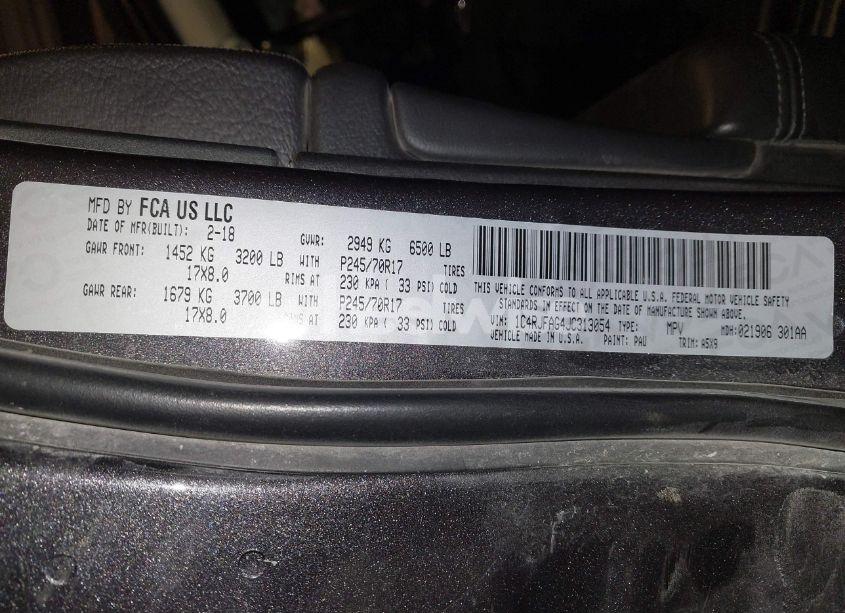 MFD BY FCA US LLC
DATE OF MFR(BUILT): 2-18 GVWR: 2949 KG 6500 LB
GAWR FRONT: 1452 KG 3200 LB WITH P245/70R17 TIRES
17X8.0 RIMS AT 230 KPA ( 33 PSI) COLD
GAWR REAR: 1679 KG 3700 LB WITH P245/70R17 TIRES
17X8.0 RIMS AT 230 KPA ( 33 PSI) COLD
THIS VEHICLE CONFORMS TO ALL APPLICABLE U.S.A. FEDERAL MOTOR VEHICLE SAFETY
STANDARDS IN EFFECT ON THE DATE OF MANUFACTURE SHOWN ABOVE.
VIN: 1C4RJFAG4JC313054 TYPE: MPV MDH: 021906 301AA
VEHICLE MADE IN U.S.A. PAINT: PAU TRIM: A5X9